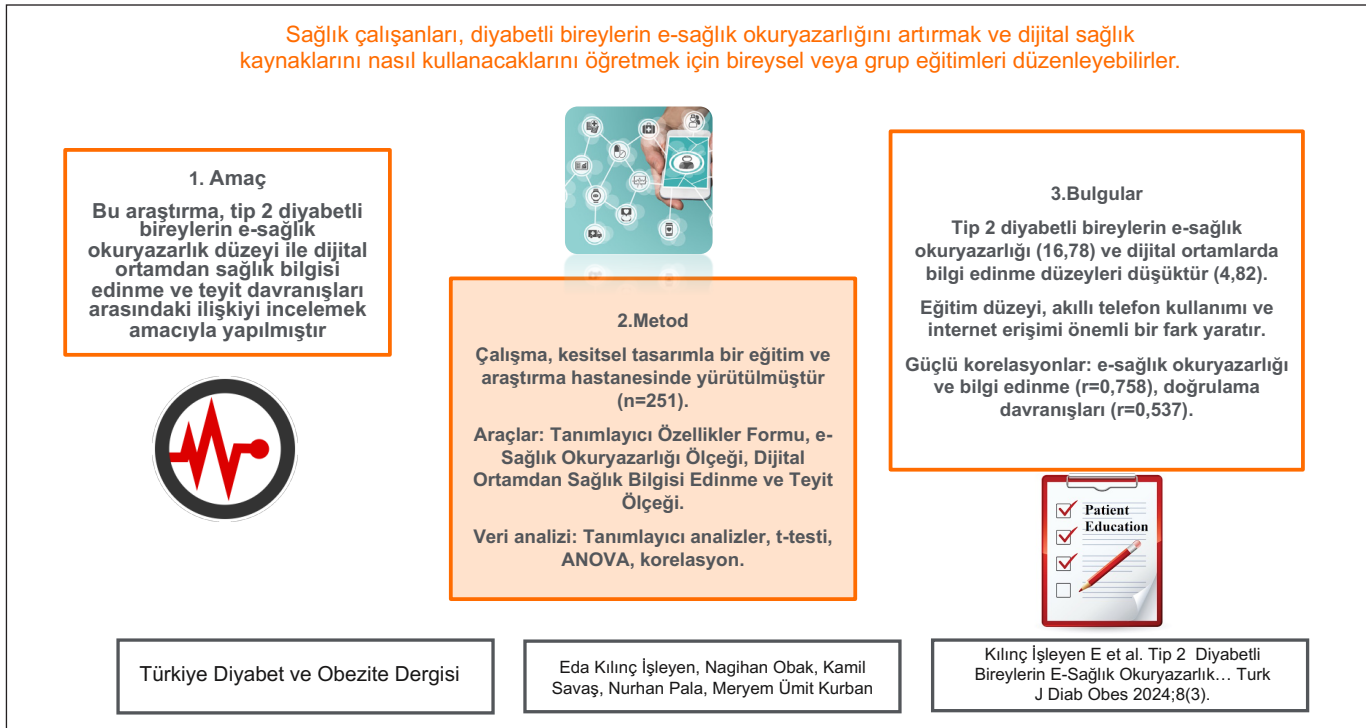 Sağlık çalışanları, diyabetli bireylerin e-sağlık okuryazarlığını artırmak ve dijital sağlık
kaynaklarını nasıl kullanacaklarını öğretmek için bireysel veya grup eğitimleri düzenleyebilirler.
1. Amaç
Bu araştırma, tip 2 diyabetli
bireylerin e-sağlık
okuryazarlık düzeyi ile dijital
ortamdan sağlık bilgisi
edinme ve teyit davranışları
arasındaki ilişkiyi incelemek
amacıyla yapılmıştır
2.Metod
Çalışma, kesitsel tasarımla bir eğitim ve
araştırma hastanesinde yürütülmüştür
(n=251).
Araçlar: Tanımlayıcı Özellikler Formu, e-
Sağlık Okuryazarlığı Ölçeği, Dijital
Ortamdan Sağlık Bilgisi Edinme ve Teyit
Ölçeği.
Veri analizi: Tanımlayıcı analizler, t-testi,
ANOVA, korelasyon.
3.Bulgular
Tip 2 diyabetli bireylerin e-sağlık
okuryazarlığı (16,78) ve dijital ortamlarda
bilgi edinme düzeyleri düşüktür (4,82).
Eğitim düzeyi, akıllı telefon kullanımı ve
internet erişimi önemli bir fark yaratır.
Güçlü korelasyonlar: e-sağlık okuryazarlığı
ve bilgi edinme (r=0,758), doğrulama
davranışları (r=0,537).
Patient
Education
Türkiye Diyabet ve Obezite Dergisi
Eda Kılınç İşleyen, Nagihan Obak, Kamil
Savaş, Nurhan Pala, Meryem Ümit Kurban
Kılınç İşleyen E et al. Tip 2 Diyabetli
Bireylerin E-Sağlık Okuryazarlık… Turk
J Diab Obes 2024;8(3).